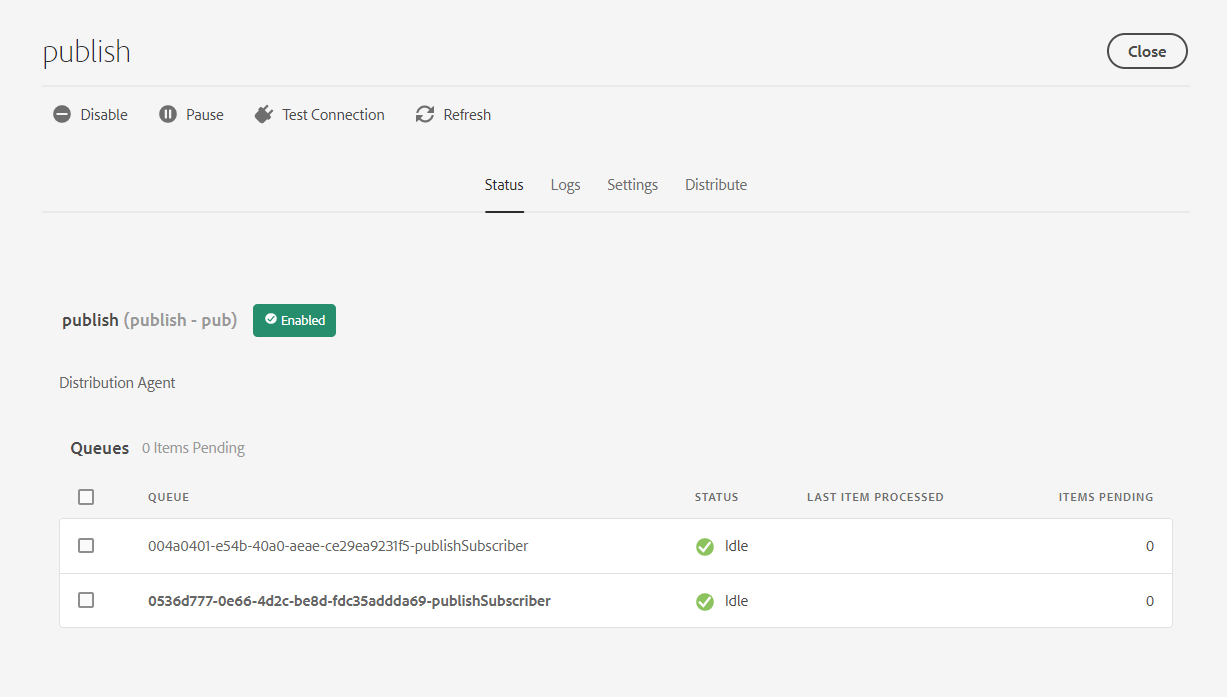 publish
Close
Disable Pause Test Connection Refresh
Status Logs Settings Distribute
publish (publish - pub) Enabled
Distribution Agent
Queues 0 Items Pending
QUEUE STATUS LAST ITEM PROCESSED ITEMS PENDING
004a0401-e54b-40a0-aeae-ce29ea9231f5-publishSubscriber Idle 0
0536d777-0e66-4d2c-be8d-fdc35addda69-publishSubscriber Idle 0